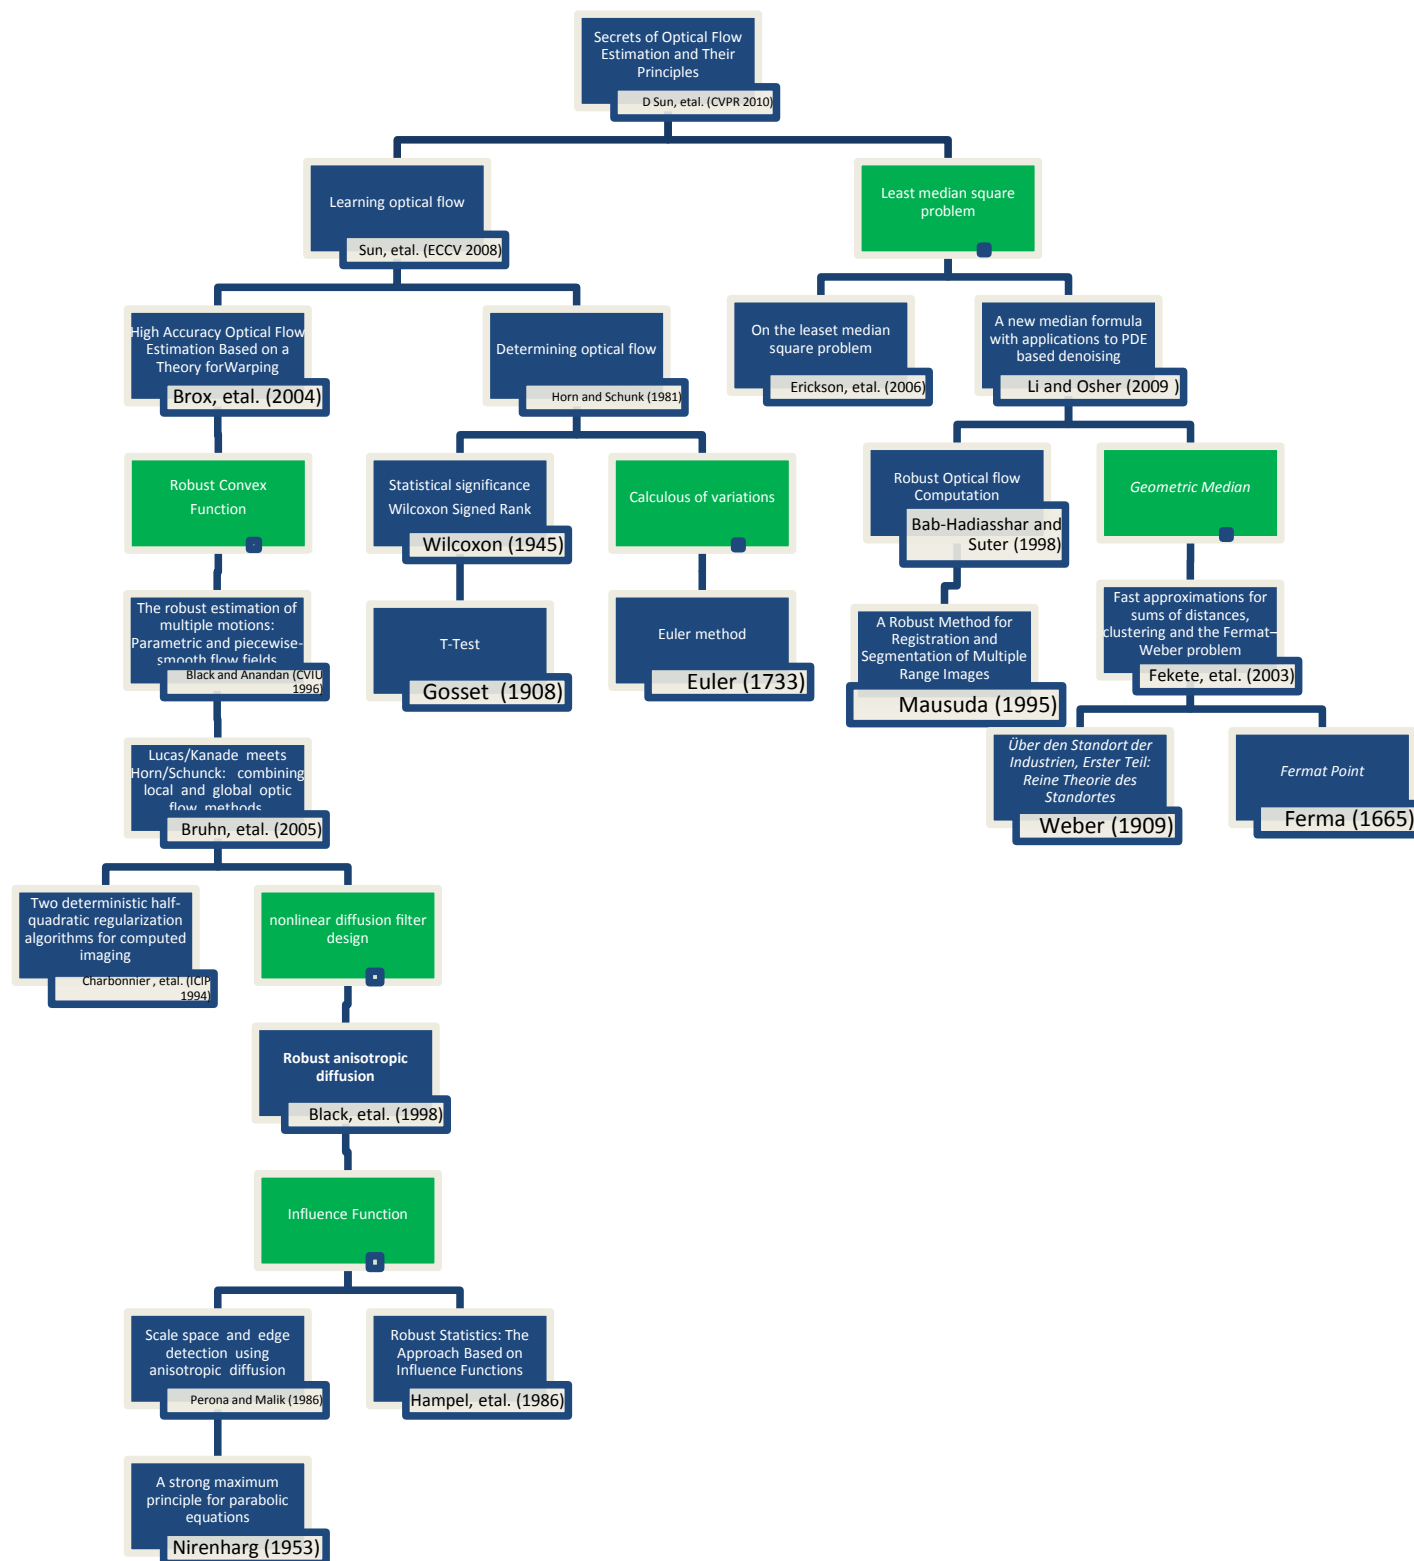 Secrets of Optical Flow
Estimation and Their
Principles
D Sun, etal. (CVPR 2010)
Learning optical flow
Sun, etal. (ECCV 2008)
Least median square
problem
High Accuracy Optical Flow
Estimation Based on a
Theory forWarping
Brox, etal. (2004)
Determining optical flow
Horn and Schunk (1981)
On the leaset median
square problem
Erickson, etal. (2006)
A new median formula
with applications to PDE
based denoising
Li and Osher (2009 )
Robust Convex
Function
Statistical significance
Wilcoxon Signed Rank
Wilcoxon (1945)
Calculous of variations
Robust Optical flow
Computation
Bab-Hadiasshar and
Suter (1998)
Geometric Median
The robust estimation of
multiple motions:
Parametric and piecewise-
smooth flow fields
Black and Anandan (CVIU
1996)
T-Test
Gosset (1908)
Euler method
Euler (1733)
A Robust Method for
Registration and
Segmentation of Multiple
Range Images
Mausuda (1995)
Fast approximations for
sums of distances,
clustering and the Fermat–
Weber problem
Fekete, etal. (2003)
Lucas/Kanade meets
Horn/Schunck: combining
local and global optic
flow methods
Bruhn, etal. (2005)
Über den Standort der
Industrien, Erster Teil:
Reine Theorie des
Standortes
Weber (1909)
Fermat Point
Ferma (1665)
Two deterministic half-
quadratic regularization
algorithms for computed
imaging
Charbonnier , etal. (ICIP
1994)
nonlinear diffusion filter
design
Robust anisotropic
diffusion
Black, etal. (1998)
Influence Function
Scale space and edge
detection using
anisotropic diffusion
Perona and Malik (1986)
Robust Statistics: The
Approach Based on
Influence Functions
Hampel, etal. (1986)
A strong maximum
principle for parabolic
equations
Nirenharg (1953)